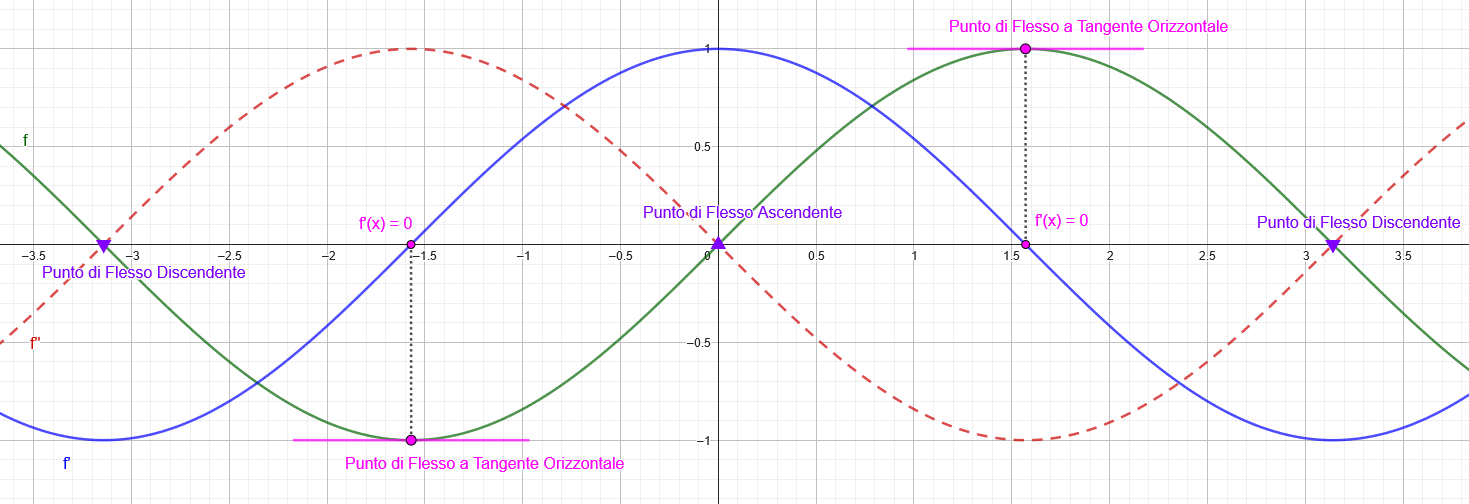 Punto di Flesso a Tangente Orizzontale
1
f
0.5
f'(x) = 0
Punto di Flesso Ascendente
f'(x) = 0
Punto di Flesso Discendente
−3.5 −3 −2.5 −2 −1.5 −1 −0.5 0 0.5 1 1.5 2 2.5 3 3.5
Punto di Flesso Discendente
f''
−0.5
−1
f'
Punto di Flesso a Tangente Orizzontale